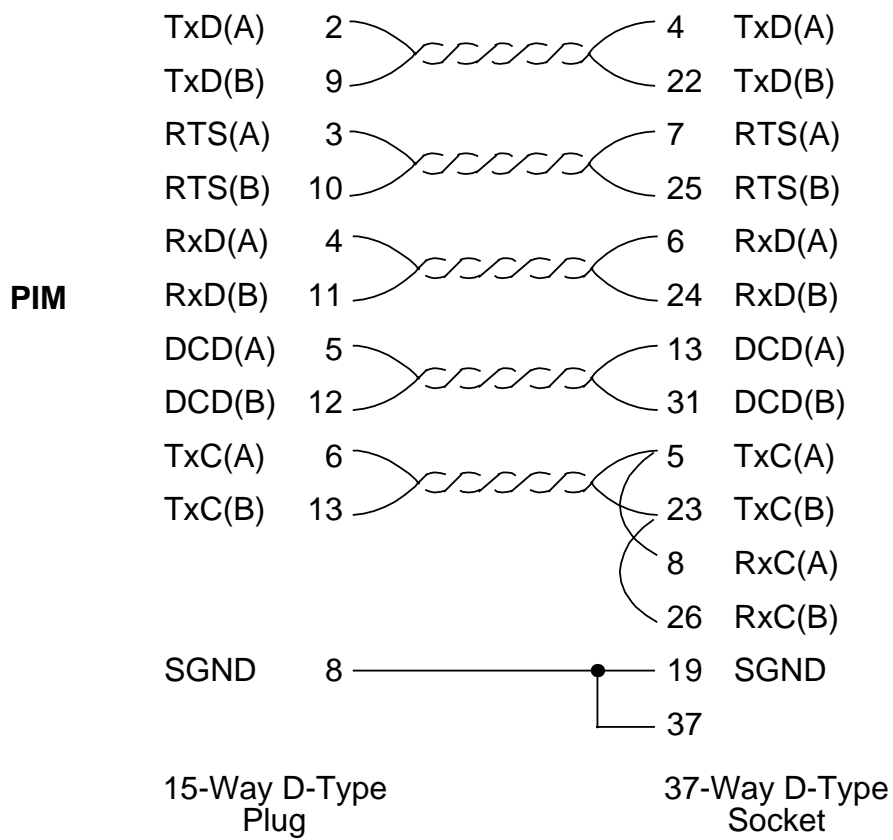 TxD(A) 2 4 TxD(A)
TxD(B) 9 22 TxD(B)
RTS(A) 3 7 RTS(A)
RTS(B) 10 25 RTS(B)
RxD(A) 4 6 RxD(A)
PIM RxD(B) 11 24 RxD(B)
DCD(A) 5 13 DCD(A)
DCD(B) 12 31 DCD(B)
TxC(A) 6 5 TxC(A)
TxC(B) 13 23 TxC(B)
8 RxC(A)
26 RxC(B)
SGND 8 19 SGND
37
15-Way D-Type 37-Way D-Type
Plug Socket